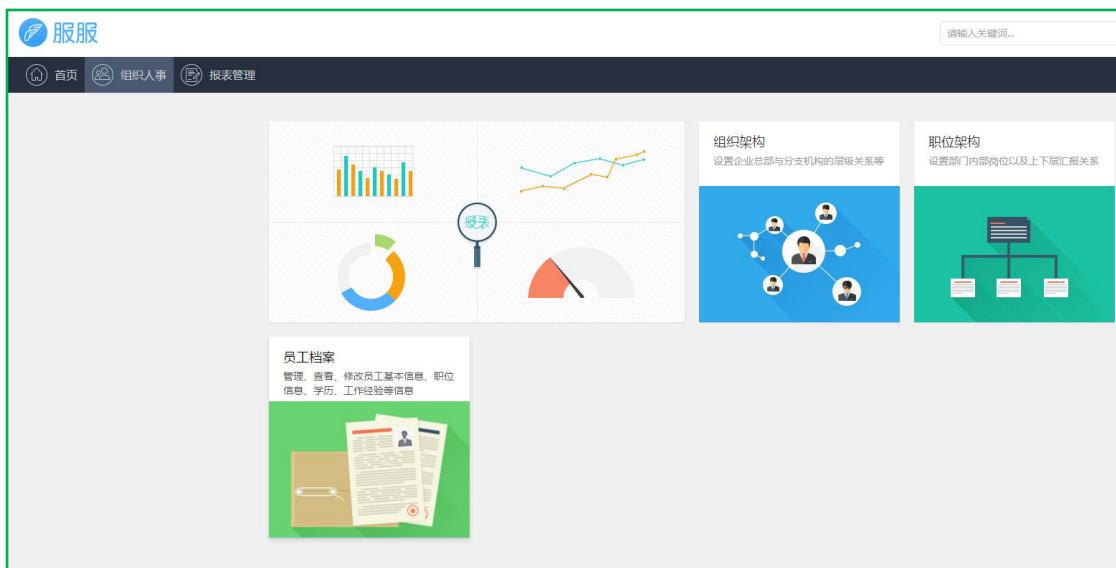 服服
请输入关键词...
首页
组织人事
报表管理
报表
组织架构
设置企业总部与分支机构的层级关系等
职位架构
设置部门内部岗位以及上下层汇报关系
员工档案
管理、查看、修改员工基本信息、职位
信息、学历、工作经验等信息